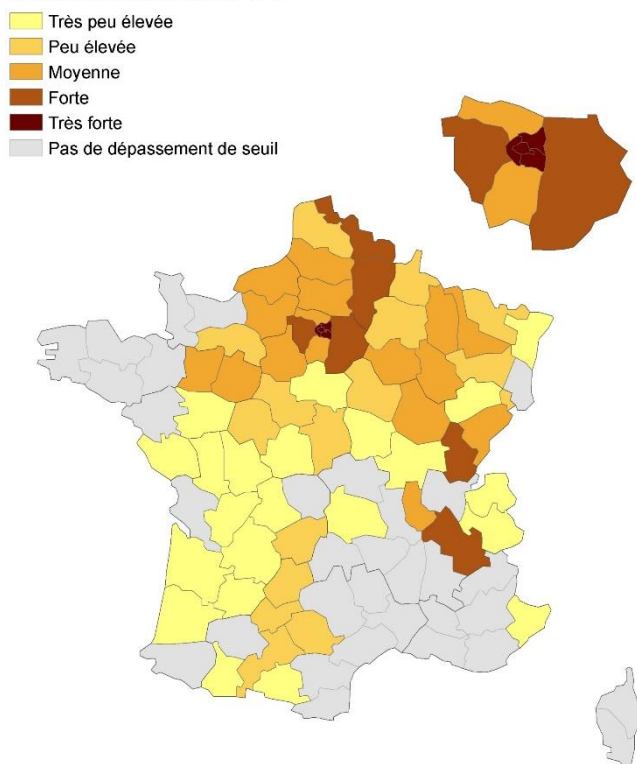 Très peu élevée
Peu élevée
Moyenne
Forte
Très forte
Pas de dépassement de seuil